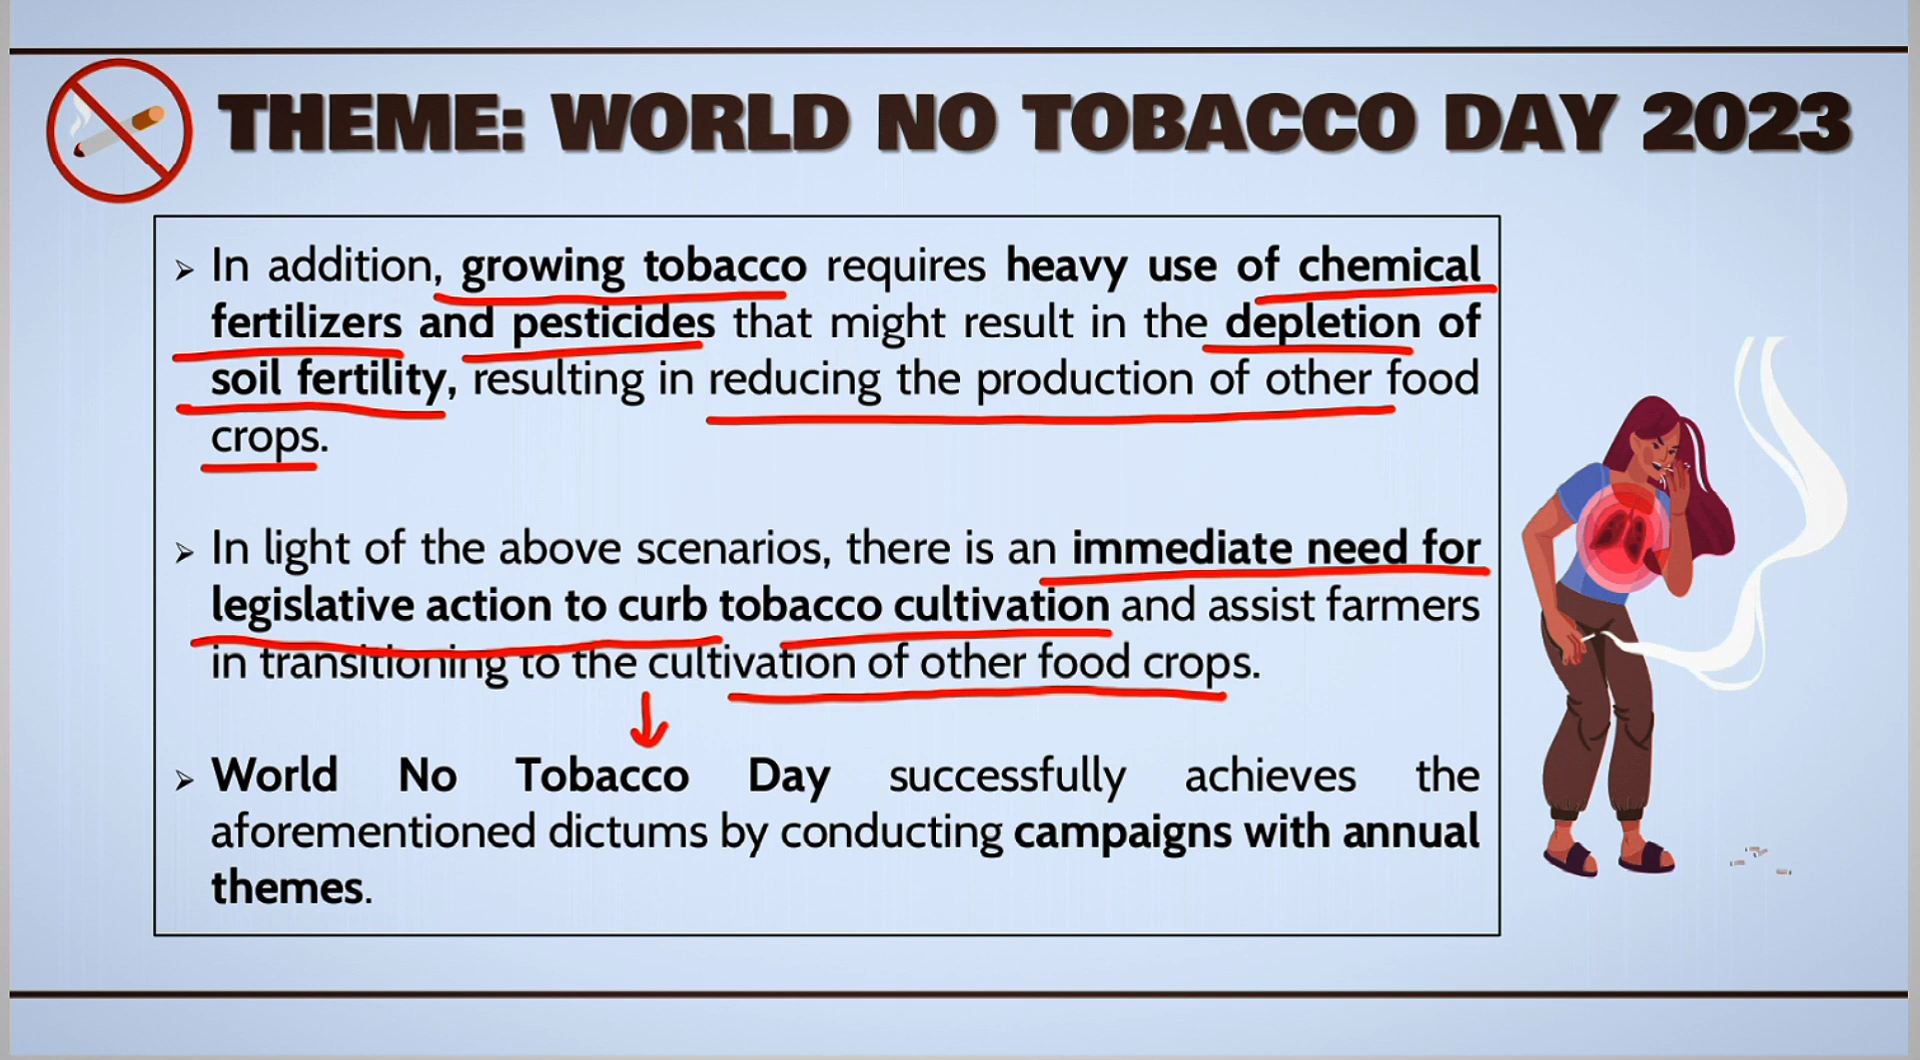 THEME: WORLD NO TOBACCO DAY 2023
In addition, growing tobacco requires heavy use of chemical
fertilizers and pesticides that might result in the depletion of
soil fertility, resulting in reducing the production of other food
crops.
In light of the above scenarios, there is an immediate need for
legislative action to curb tobacco cultivation and assist farmers
in transitioning to the cultivation of other food crops.
World No Tobacco Day successfully achieves the
aforementioned dictums by conducting campaigns with annual
themes.